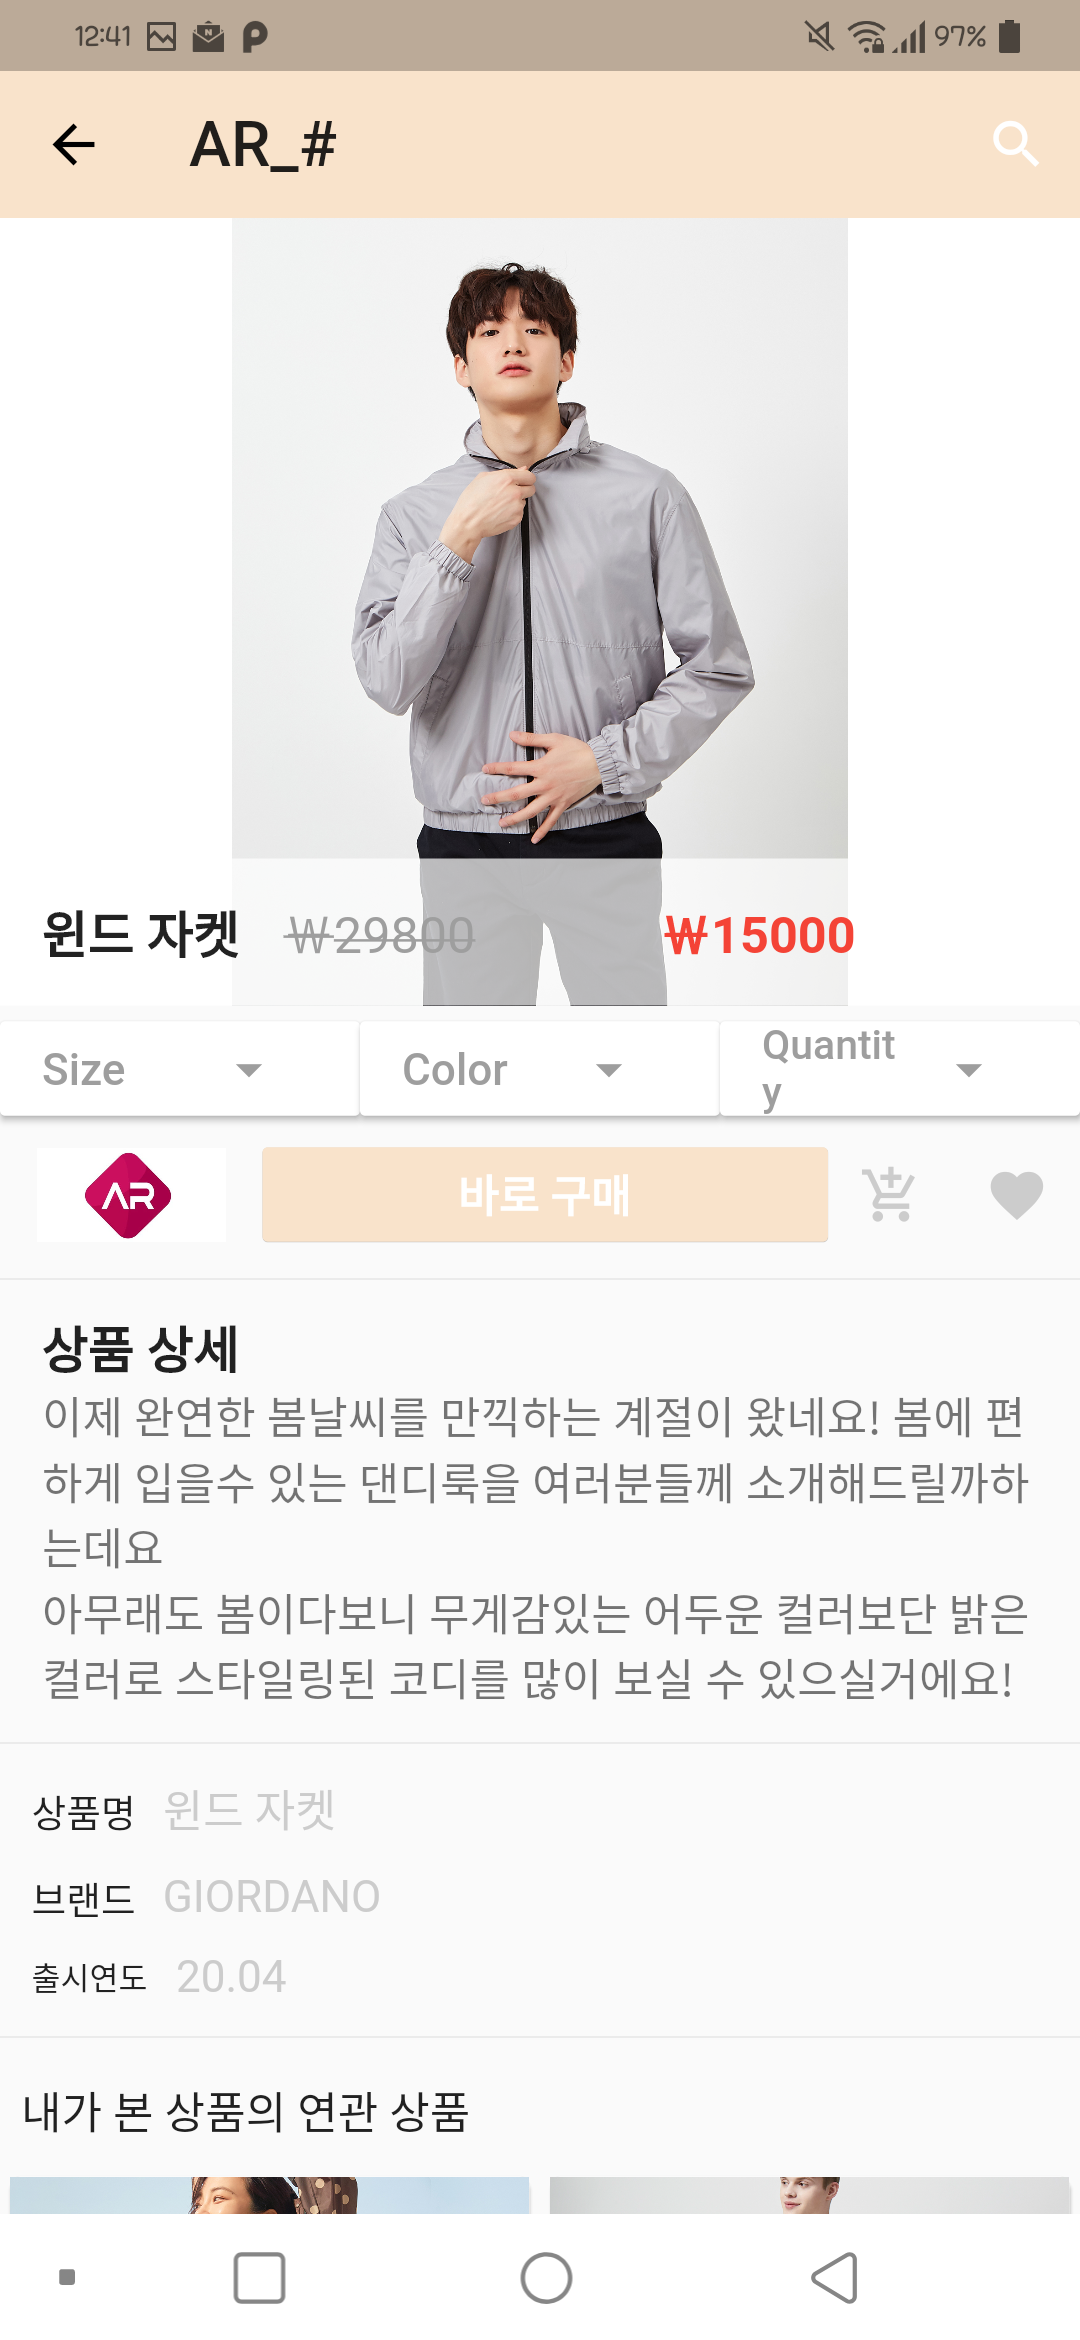 12:41
97%
AR_#
윈드 자켓 ₩29800 ₩15000
Size
Color
Quantit
y
AR
바로 구매
상품 상세
이제 완연한 봄날씨를 만끽하는 계절이 왔네요! 봄에 편
하게 입을수 있는 댄디룩을 여러분들께 소개해드릴까하
는데요
아무래도 봄이다보니 무게감있는 어두운 컬러보단 밝은
컬러로 스타일링된 코디를 많이 보실 수 있으실거에요!
상품명 윈드 자켓
브랜드 GIORDANO
출시연도 20.04
내가 본 상품의 연관 상품